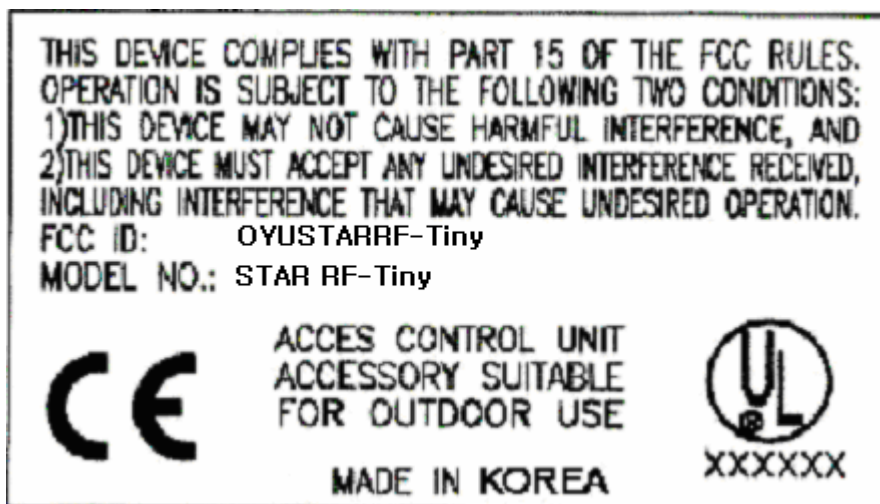 THIS DEVICE COMPLIES WITH PART 15 OF THE FCC RULES.
OPERATION IS SUBJECT TO THE FOLLOWING TWO CONDITIONS:
1)THIS DEVICE MAY NOT CAUSE HARMFUL INTERFERENCE, AND
2)THIS DEVICE MUST ACCEPT ANY UNDESIRED INTERFERENCE RECEIVED,
INCLUDING INTERFERENCE THAT MAY CAUSE UNDESIRED OPERATION.
FCC ID: OYUSTARRF-Tiny
MODEL NO.: STAR RF-Tiny
CE
ACCES CONTROL UNIT
ACCESSORY SUITABLE
FOR OUTDOOR USE
MADE IN KOREA
UL
®
XXXXXX